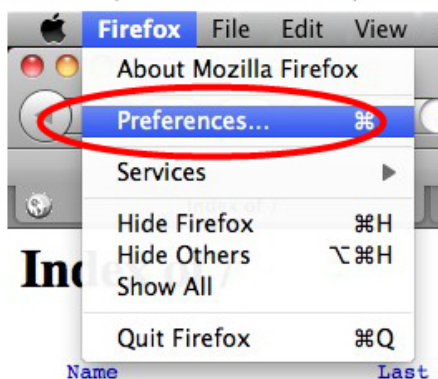 Firefox File Edit View
About Mozilla Firefox
Preferences... ⌘
Services
Hide Firefox ⌘H
Hide Others ⌥⌘H
Show All
Quit Firefox ⌘Q
Name Last